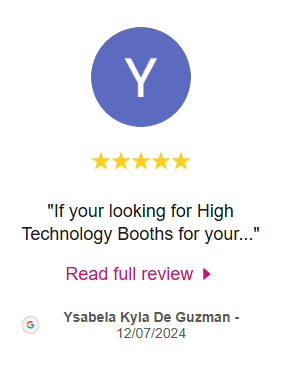 Y
"If your looking for High
Technology Booths for your..."
Read full review
G
Ysabela Kyla De Guzman -
12/07/2024